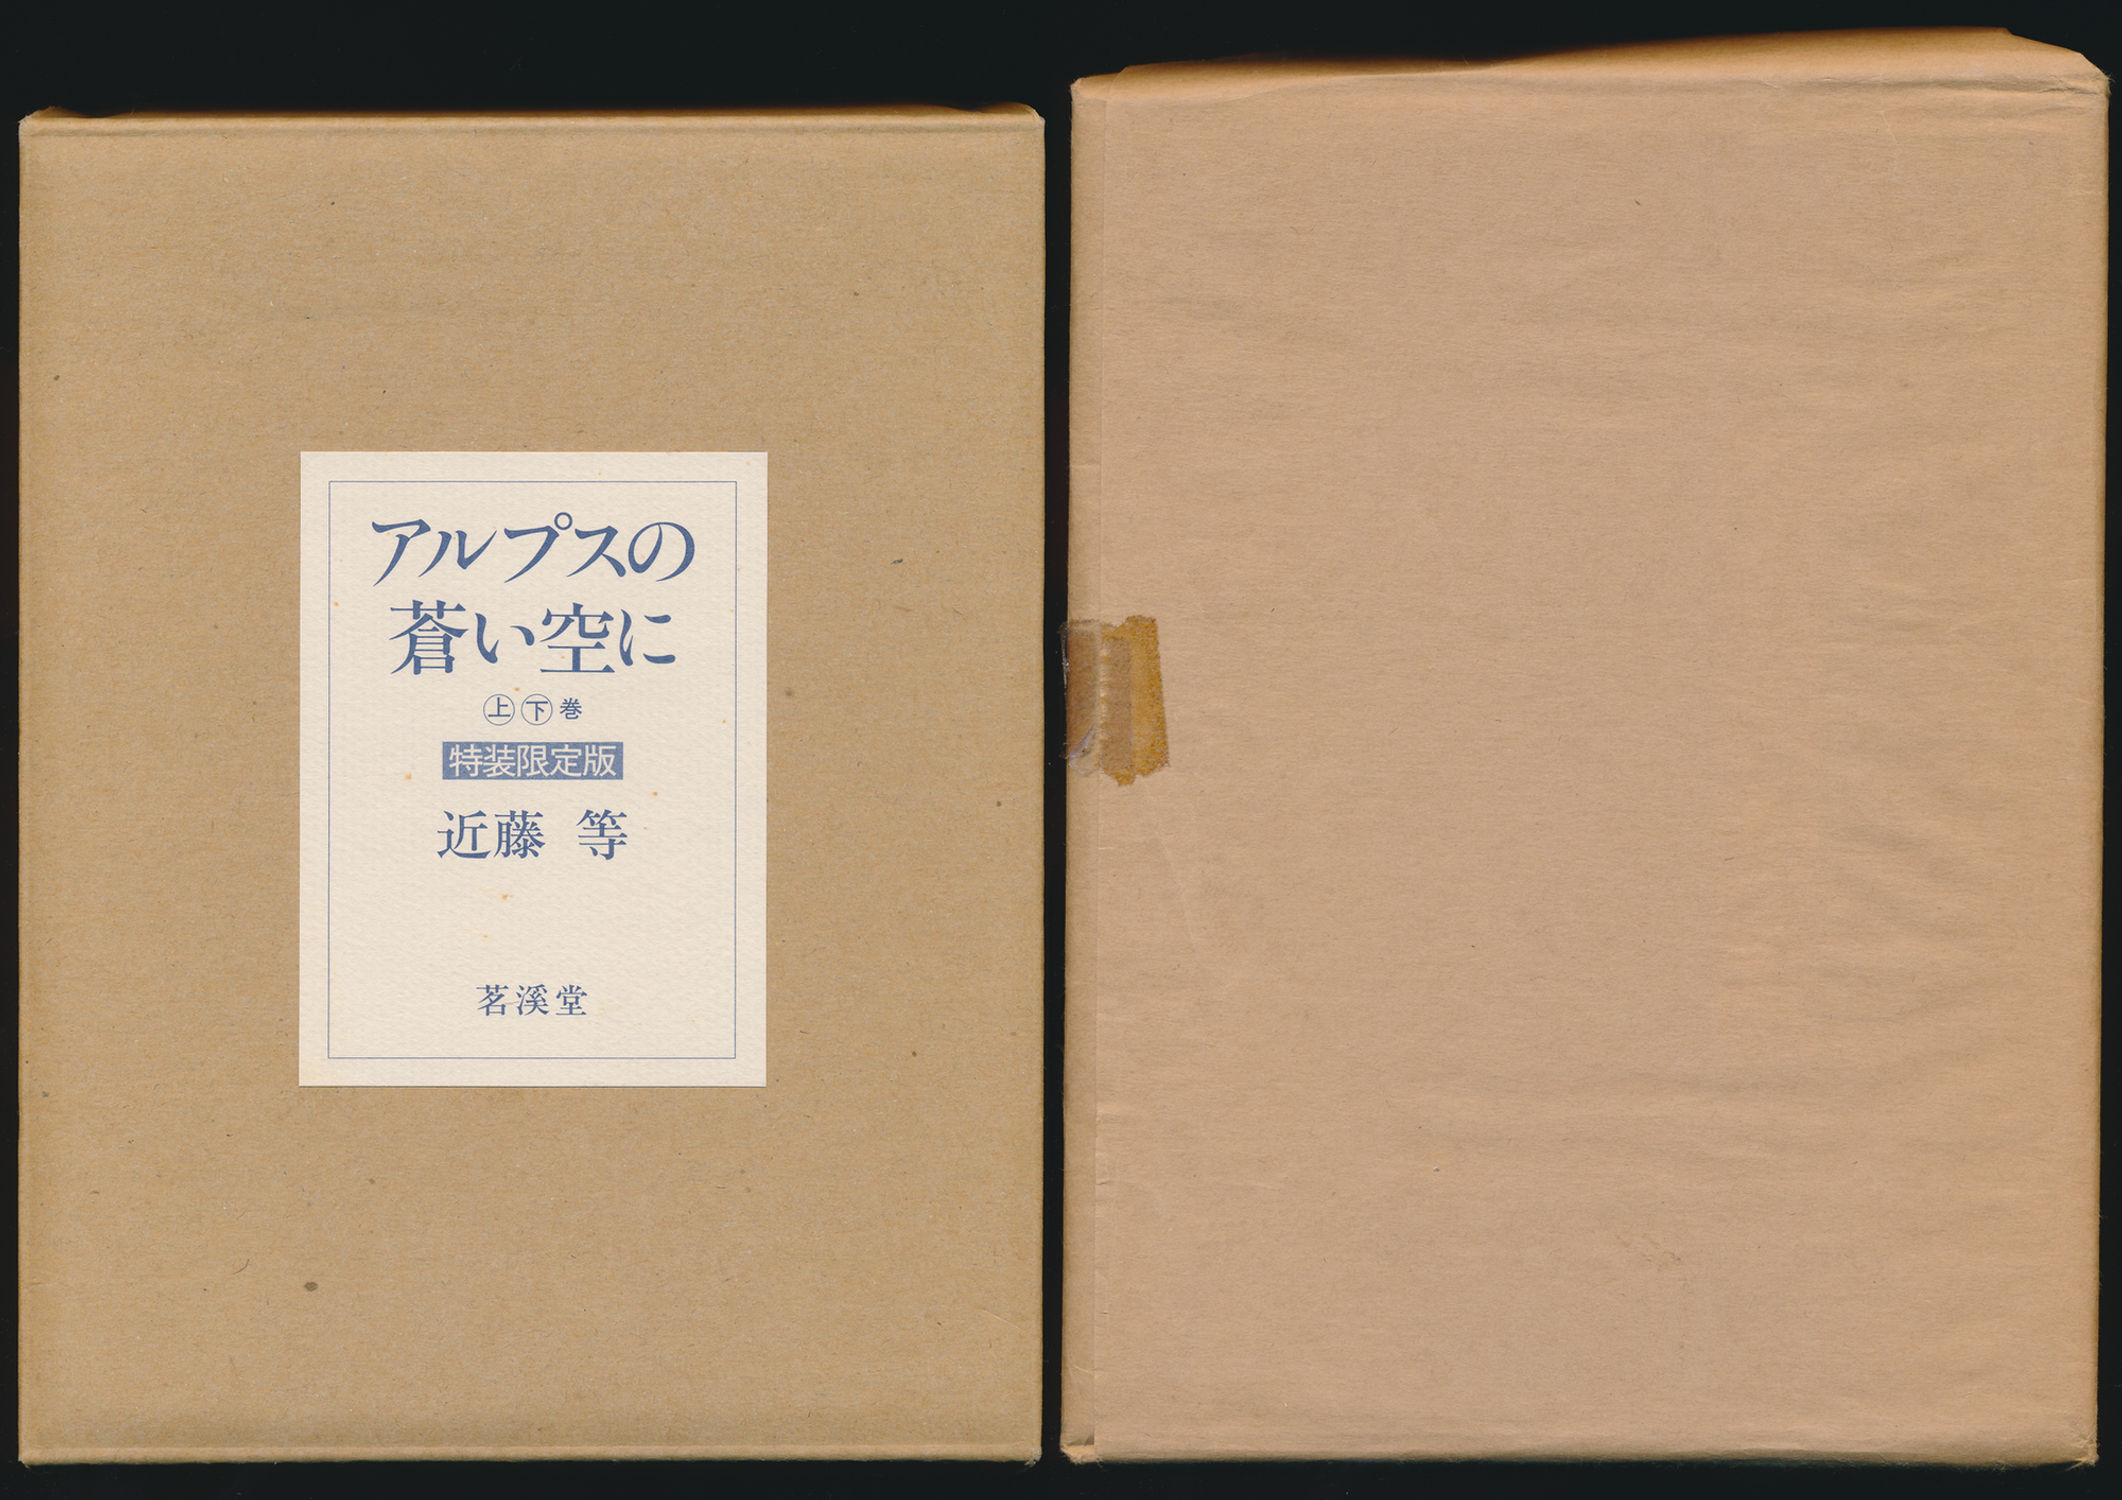 アルプスの
蒼い空に
上下巻
特装限定版
近藤 等
茗溪堂